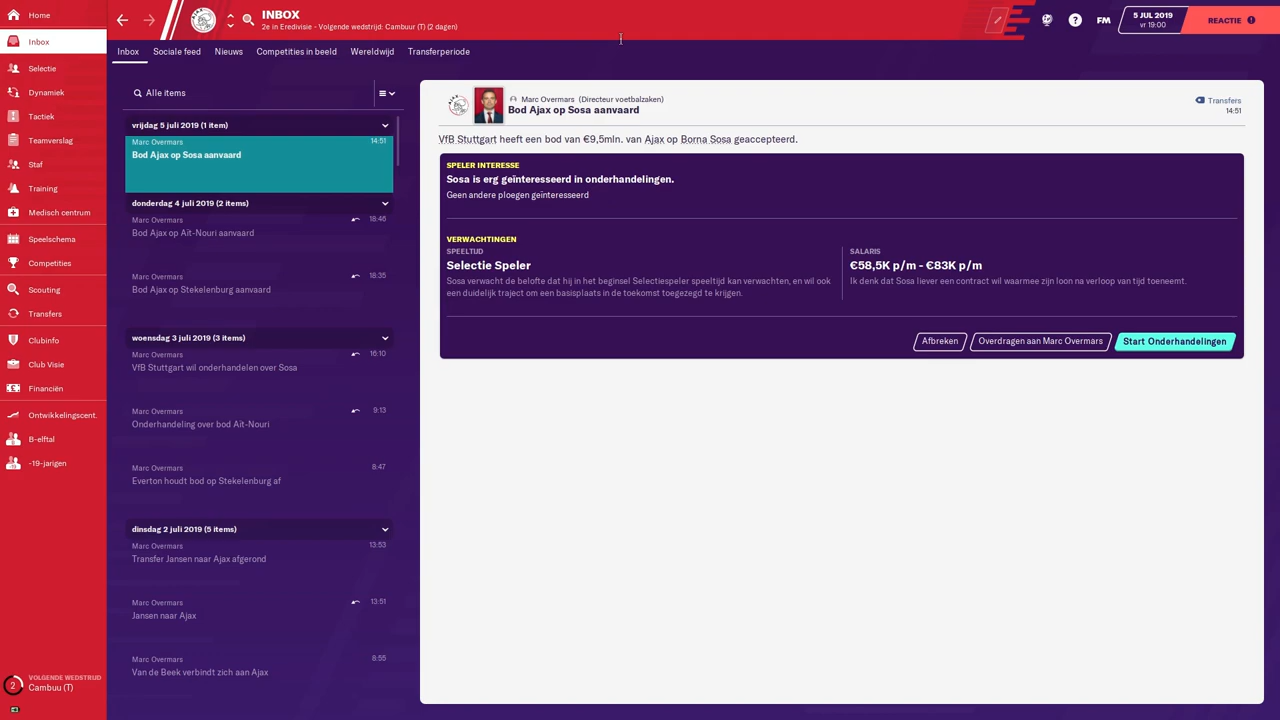 Home
Inbox
Selectie
Dynamiek
Tactiek
Teamverslag
Staf
Training
Medisch centrum
Speelschema
Competities
Scouting
Transfers
Clubinfo
Club Visie
Financiën
Ontwikkelingscent.
B-elftal
-19-jarigen
2
VOLGENDE WEDSTRIJD
Cambuu (T)
INBOX
2e in Eredivisie - Volgende wedstrijd: Cambuur (T) (2 dagen)
FM
5 JUL 2019
vr 19:00
REACTIE
Inbox Sociale feed Nieuws Competities in beeld Wereldwijd Transferperiode
Alle items
vrijdag 5 juli 2019 (1 item)
Marc Overmars 14:51
Bod Ajax op Sosa aanvaard
donderdag 4 juli 2019 (2 items)
Marc Overmars 18:46
Bod Ajax op Aït-Nouri aanvaard
Marc Overmars 18:35
Bod Ajax op Stekelenburg aanvaard
woensdag 3 juli 2019 (3 items)
Marc Overmars 16:10
VfB Stuttgart wil onderhandelen over Sosa
Marc Overmars 9:13
Onderhandeling over bod Aït-Nouri
Marc Overmars 8:47
Everton houdt bod op Stekelenburg af
dinsdag 2 juli 2019 (5 items)
Marc Overmars 13:53
Transfer Jansen naar Ajax afgerond
Marc Overmars 13:51
Jansen naar Ajax
Marc Overmars 8:55
Van de Beek verbindt zich aan Ajax
Marc Overmars (Directeur voetbalzaken)
Bod Ajax op Sosa aanvaard
Transfers
14:51
VfB Stuttgart heeft een bod van €9,5mln. van Ajax op Borna Sosa geaccepteerd.
SPELER INTERESSE
Sosa is erg geïnteresseerd in onderhandelingen.
Geen andere ploegen geïnteresseerd
VERWACHTINGEN
SPEELTIJD
Selectie Speler
Sosa verwacht de belofte dat hij in het beginsel Selectiespeler speeltijd kan verwachten, en wil ook
een duidelijk traject om een basisplaats in de toekomst toegezegd te krijgen.
SALARIS
€58,5K p/m - €83K p/m
Ik denk dat Sosa liever een contract wil waarmee zijn loon na verloop van tijd toeneemt.
Afbreken Overdragen aan Marc Overmars Start Onderhandelingen